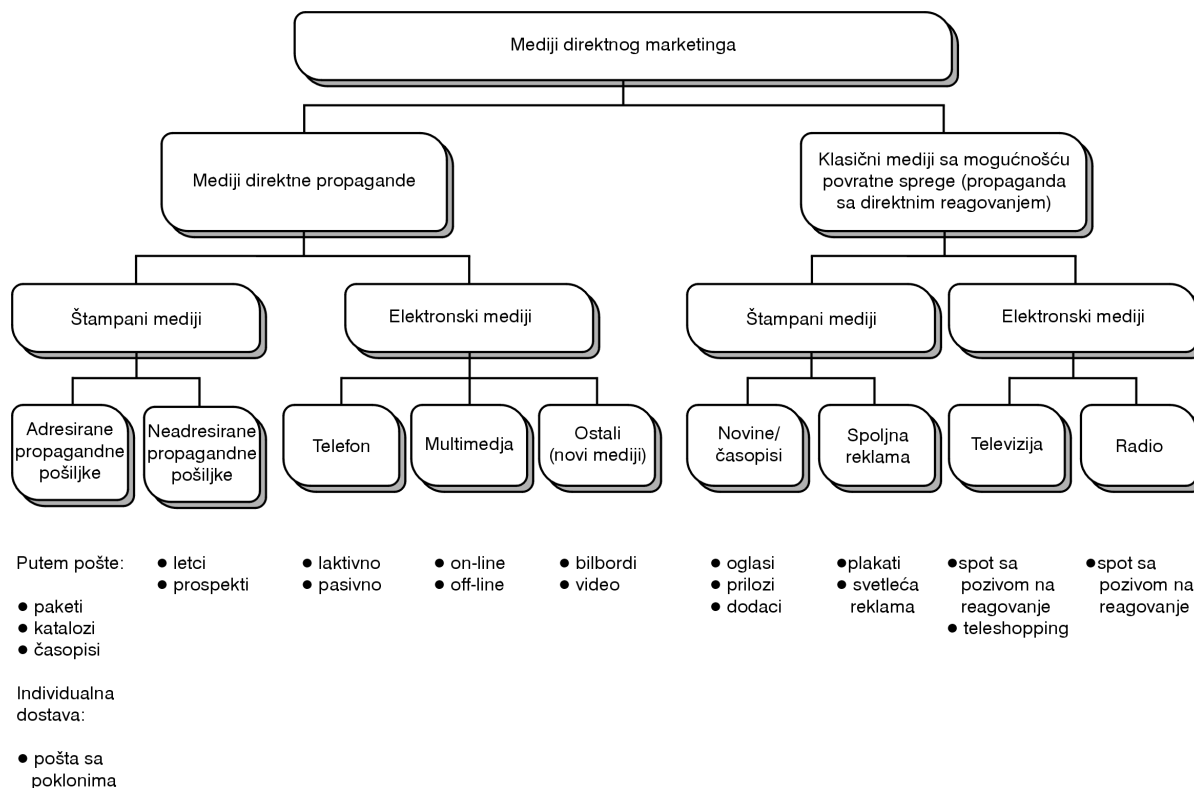 Mediji direktnog marketinga
Mediji direktne propagande
Klasični mediji sa mogućnošću
povratne sprege (propaganda
sa direktnim reagovanjem)
Štampani mediji
Elektronski mediji
Štampani mediji
Elektronski mediji
Adresirane
propagandne
pošiljke
Neadresirane
propagandne
pošiljke
Telefon
Multimedja
Ostali
(novi mediji)
Novine/
časopisi
Spoljna
reklama
Televizija
Radio
Putem pošte:
● paketi
● katalozi
● časopisi
Individualna
dostava:
● pošta sa
poklonima
● letci
● prospekti
● laktivno
● pasivno
● on-line
● off-line
● bilbordi
● video
● oglasi
● prilozi
● dodaci
●plakati
● svetleća
reklama
●spot sa
pozivom na
reagovanje
● teleshopping
●spot sa
pozivom na
reagovanje